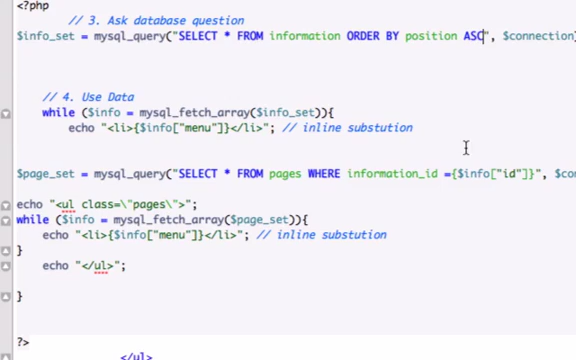 <?php
// 3. Ask database question
$info_set = mysql_query("SELECT * FROM information ORDER BY position ASC", $connection)
// 4. Use Data
while ($info = mysql_fetch_array($info_set)){
echo "<li>{$info["menu"]}</li>"; // inline substution
$page_set = mysql_query("SELECT * FROM pages WHERE information_id ={$info["id"]}", $con
echo "<ul class=\"pages\">";
while ($info = mysql_fetch_array($page_set)){
echo "<li>{$info["menu"]}</li>"; // inline substution
}
echo "</ul>";
}
?>
</ul>